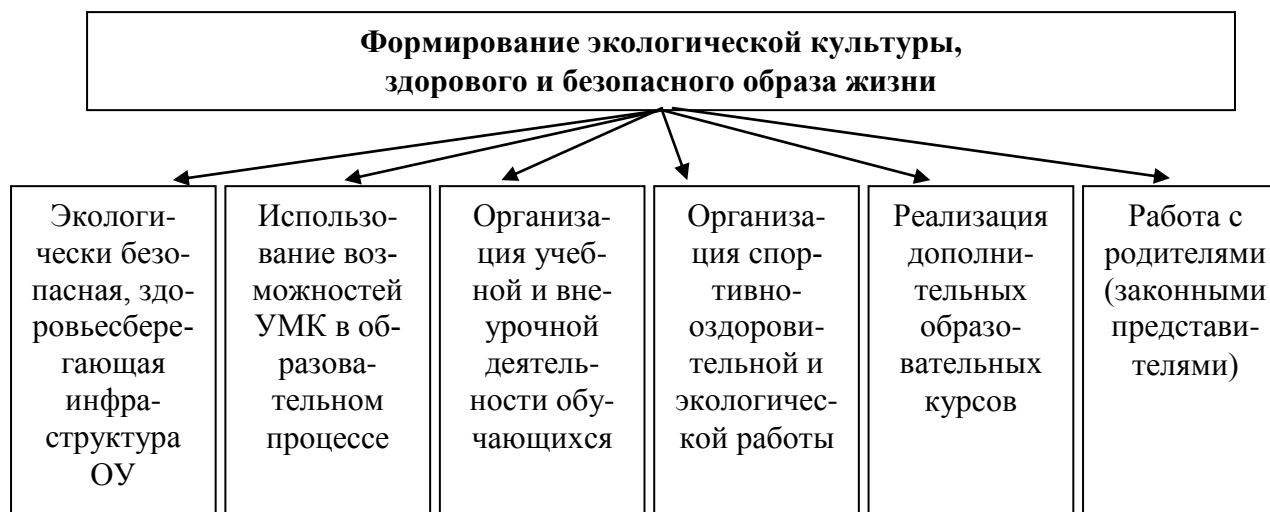 Формирование экологической культуры,
здорового и безопасного образа жизни
Экологи-
чески безо-
пасная, здо-
ровьесбере-
гающая
инфра-
структура
ОУ
Использо-
вание воз-
можностей
УМК в об-
разова-
тельном
процессе
Организа-
ция учеб-
ной и вне-
урочной
деятель-
ности обу-
чающихся
Организа-
ция спор-
тивно-
оздорови-
тельной и
экологичес-
кой работы
Реализация
дополни-
тельных
образо-
вательных
курсов
Работа с
родителями
(законными
представи-
телями)